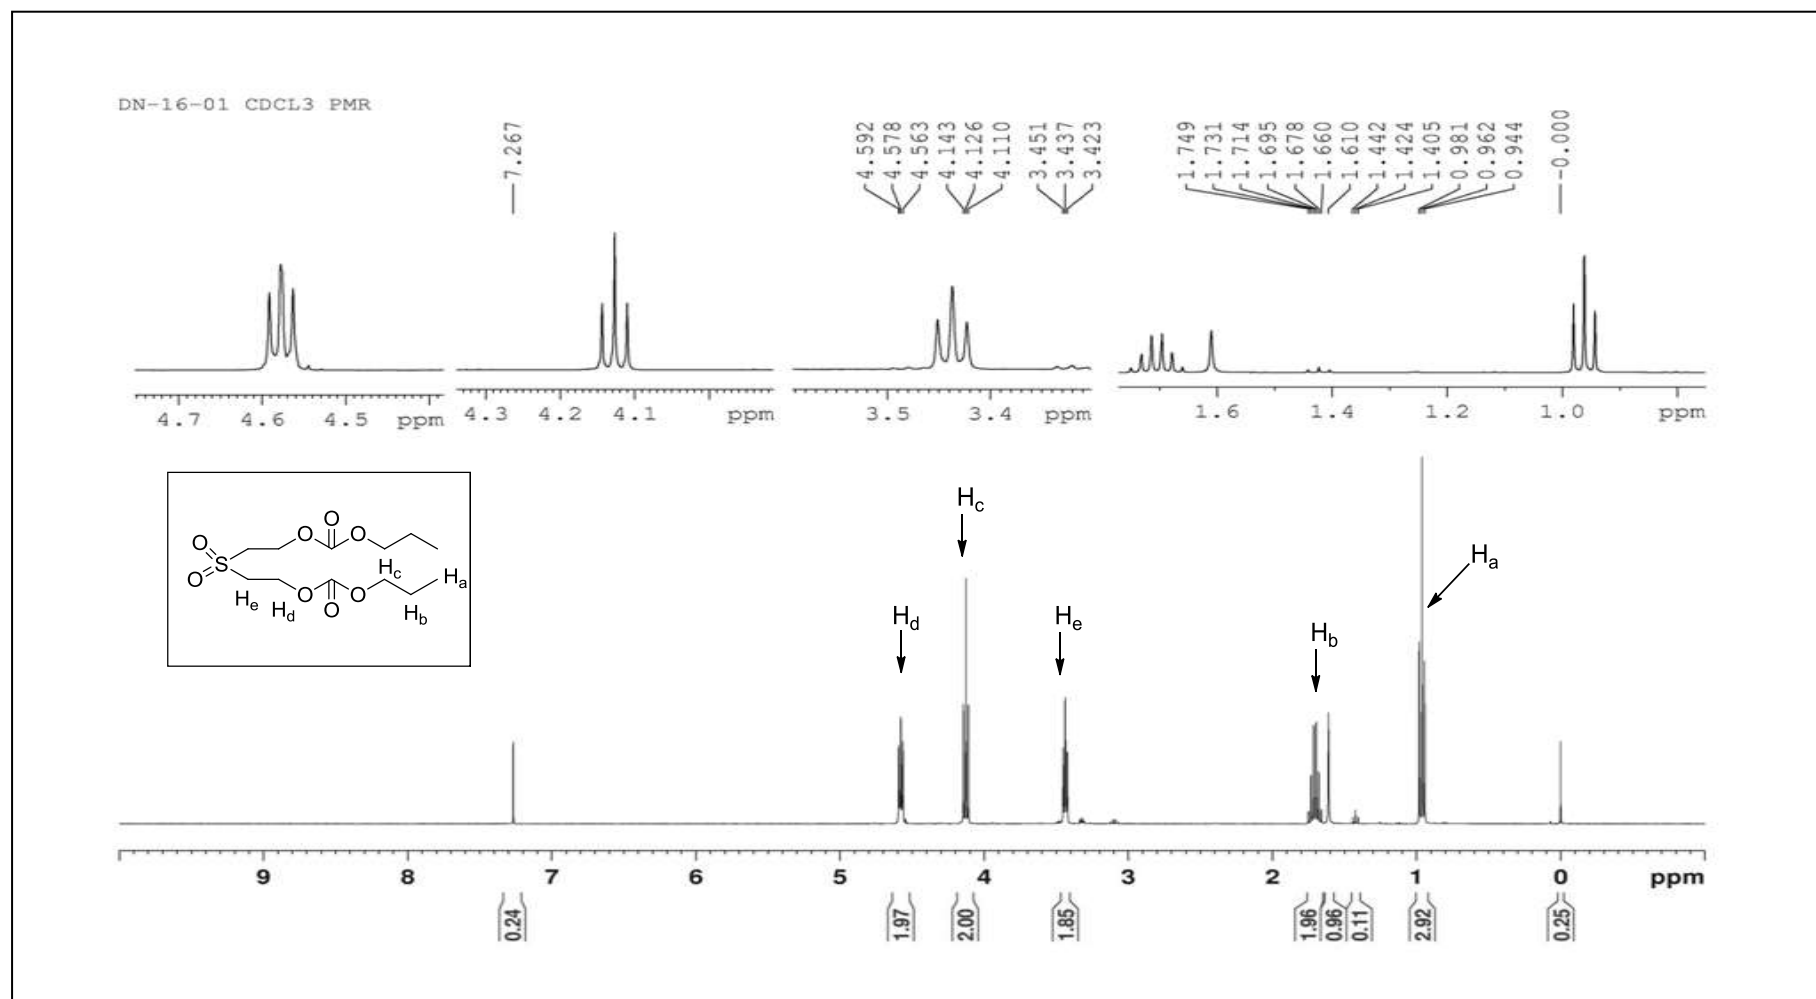 DN-16-01 CDCL3 PMR
7.267
4.592
4.578
4.563
4.143
4.126
4.110
3.451
3.437
3.423
1.749
1.731
1.714
1.695
1.678
1.660
1.610
1.442
1.424
1.405
0.981
0.962
0.944
-0.000
4.7 4.6 4.5 ppm
4.3 4.2 4.1 ppm
3.5 3.4 ppm
1.6 1.4 1.2 1.0 ppm
O O
O O
S
O
O O
O
Hc Ha
He Hd Hb
Hc
Ha
Hd
He
Hb
9 8 7 6 5 4 3 2 1 0 ppm
0.24
1.97
2.00
1.85
1.96
0.96
0.11
2.92
0.25